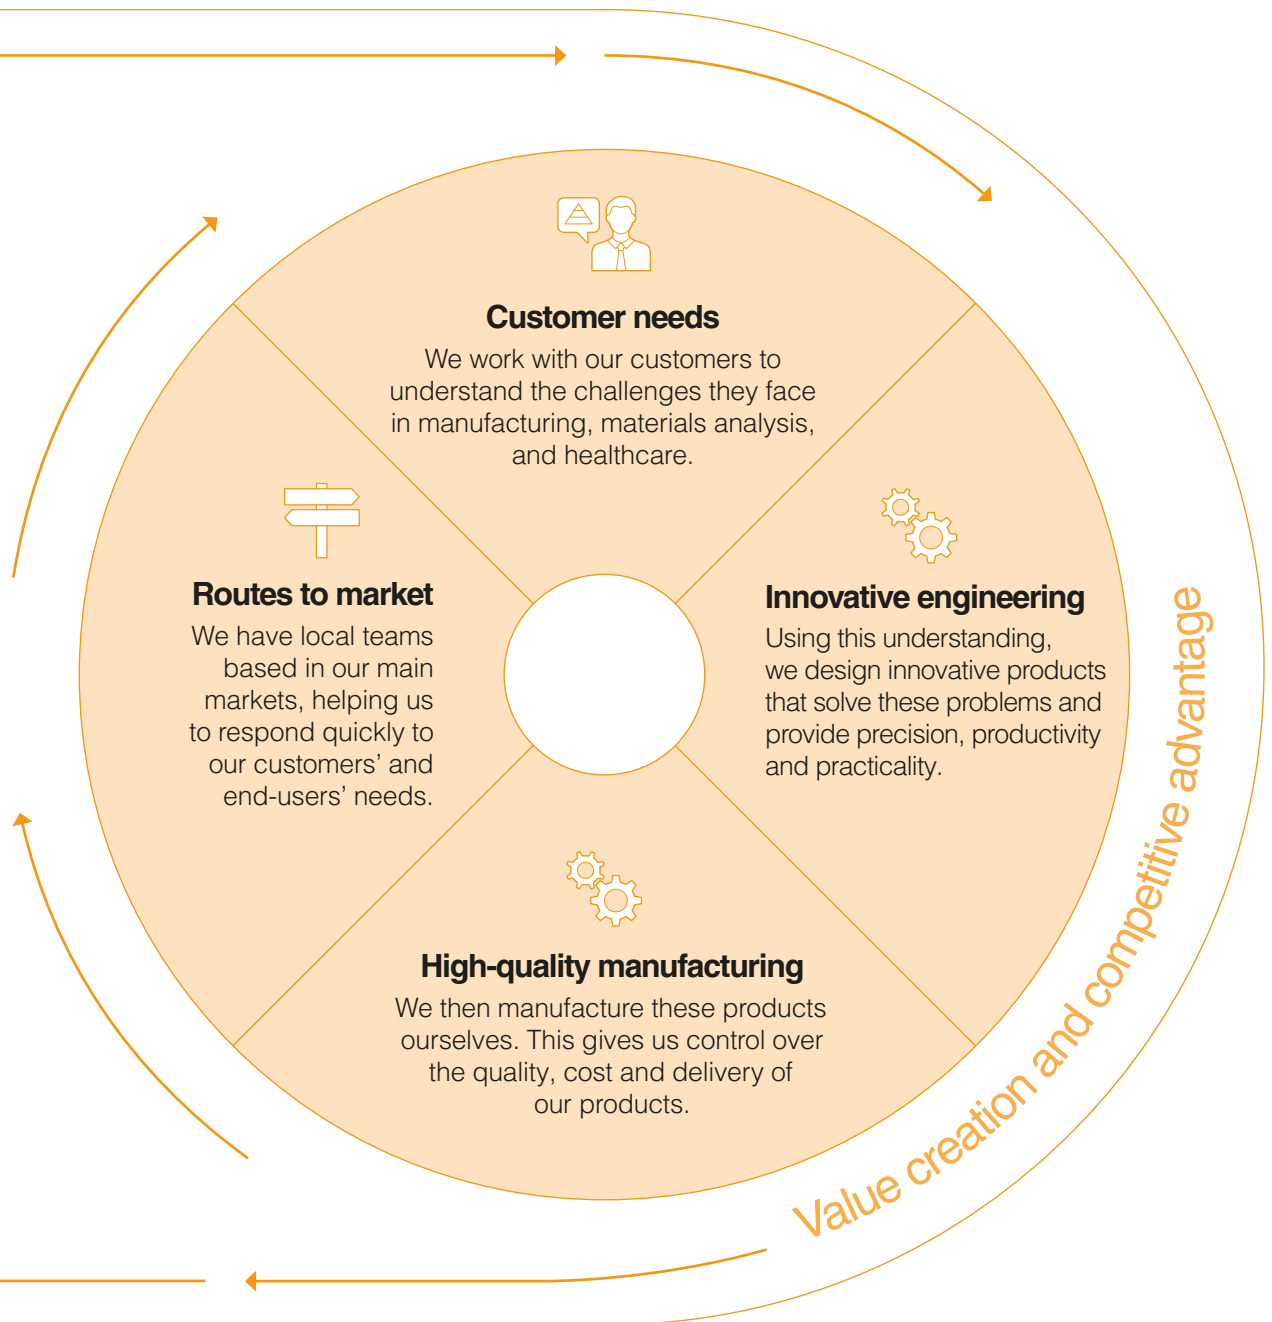 Customer needs
We work with our customers to
understand the challenges they face
in manufacturing, materials analysis,
and healthcare.
Innovative engineering
Using this understanding,
we design innovative products
that solve these problems and
provide precision, productivity
and practicality.
High-quality manufacturing
We then manufacture these products
ourselves. This gives us control over
the quality, cost and delivery of
our products.
Routes to market
We have local teams
based in our main
markets, helping us
to respond quickly to
our customers’ and
end-users’ needs.
Value creation and competitive advantage